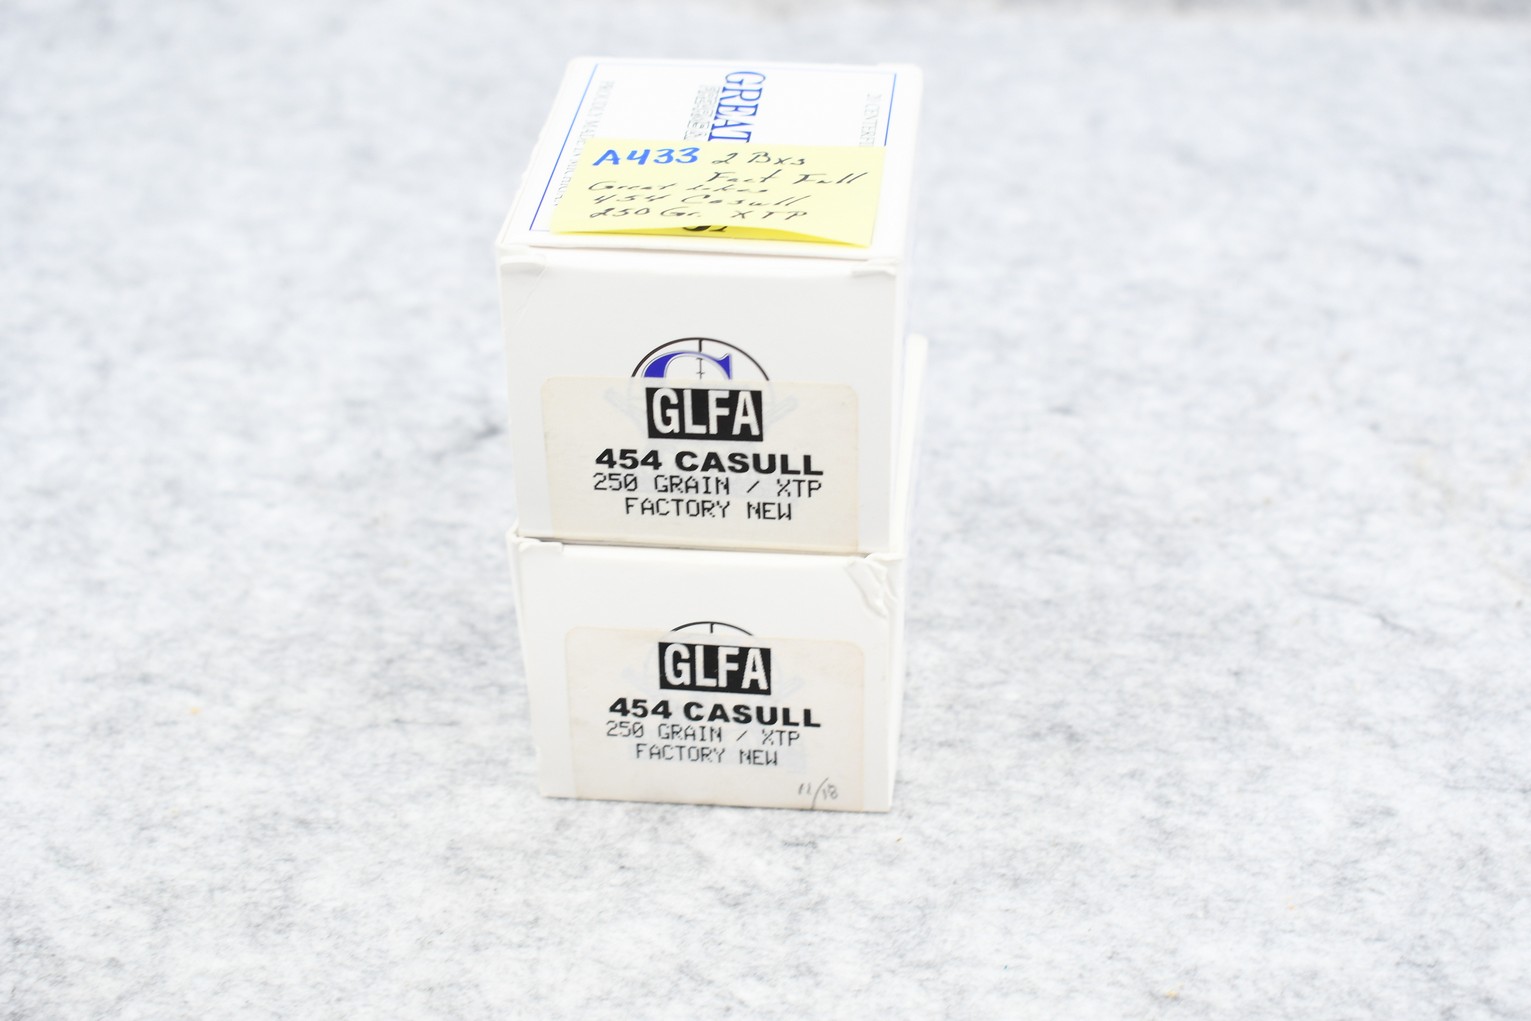 GREAT
A433 2 Bxs
Fact Full
Great Lakes
454 Casull
250 Gr. XTP
G
GLFA
454 CASULL
250 GRAIN / XTP
FACTORY NEW
GLFA
454 CASULL
250 GRAIN / XTP
FACTORY NEW
11/18